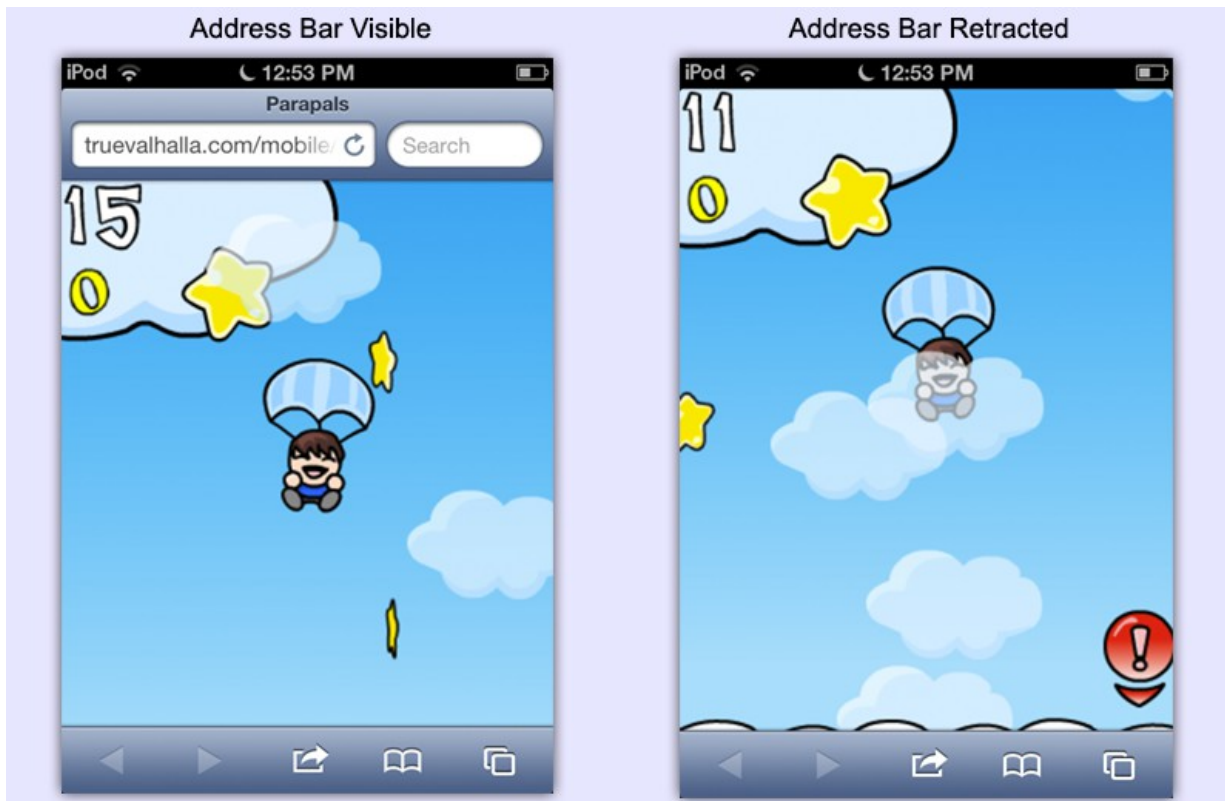 Address Bar Visible
iPod 12:53 PM
Parapals
truevalhalla.com/mobile/
Search
15
0
Address Bar Retracted
iPod 12:53 PM
11
0
!